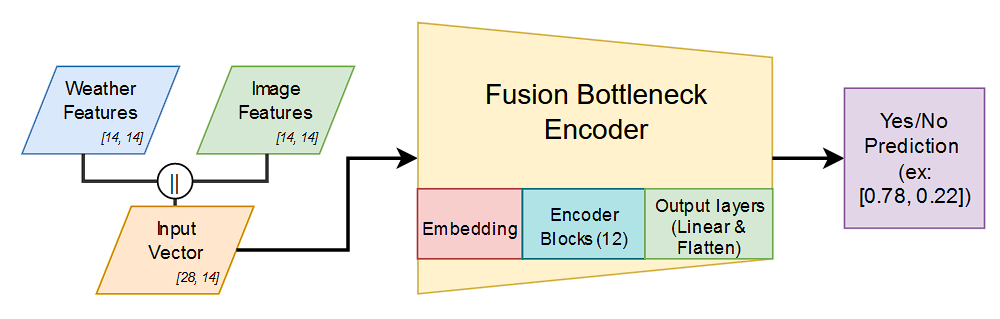 Weather
Features
[14, 14]
Image
Features
[14, 14]
||
Input
Vector
[28, 14]
Fusion Bottleneck
Encoder
Embedding
Encoder
Blocks (12)
Output layers
(Linear &
Flatten)
Yes/No
Prediction
(ex:
[0.78, 0.22])